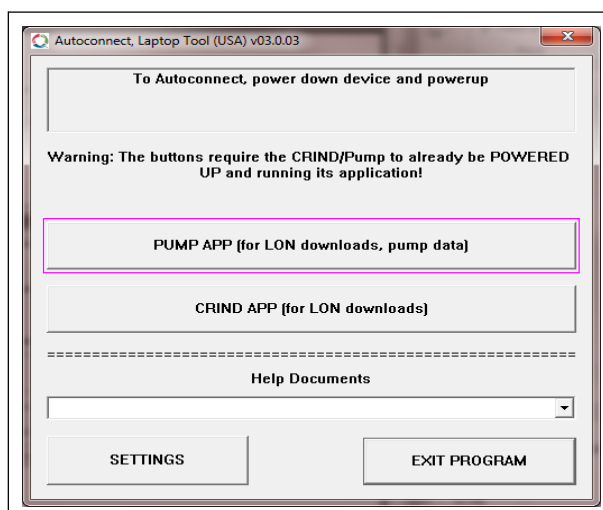 Autoconnect, Laptop Tool (USA) v03.0.03
To Autoconnect, power down device and powerup
Warning: The buttons require the CRIND/Pump to already be POWERED
UP and running its application!
PUMP APP (for LON downloads, pump data)
CRIND APP (for LON downloads)
===========================================================
Help Documents
SETTINGS
EXIT PROGRAM